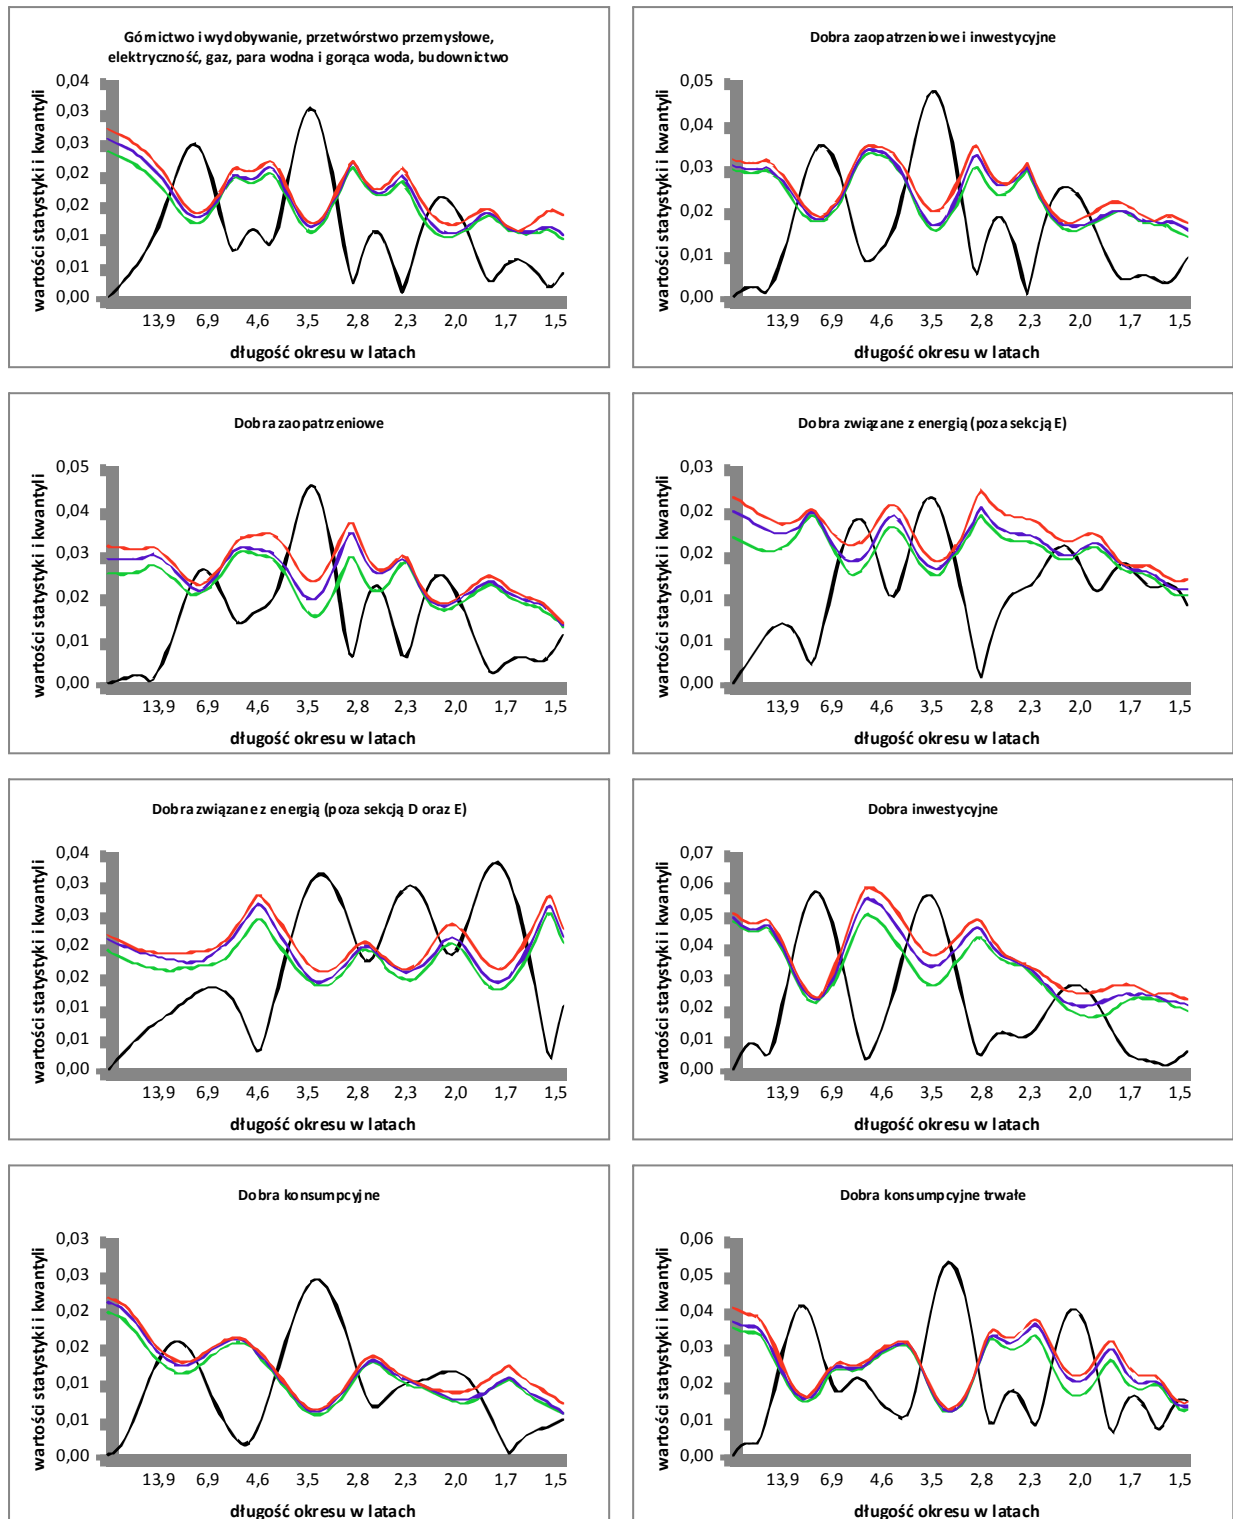 Górnictwo i wydobywanie, przetwórstwo przemysłowe,
elektryczność, gaz, para wodna i gorąca woda, budownictwo
wartości statystyki i kwantyli
0,04
0,03
0,03
0,02
0,02
0,01
0,01
0,00
13,9 6,9 4,6 3,5 2,8 2,3 2,0 1,7 1,5
długość okresu w latach
Dobra zaopatrzeniowe i inwestycyjne
wartości statystyki i kwantyli
0,05
0,04
0,03
0,02
0,01
0,00
13,9 6,9 4,6 3,5 2,8 2,3 2,0 1,7 1,5
długość okresu w latach
Dobra zaopatrzeniowe
wartości statystyki i kwantyli
0,05
0,04
0,03
0,02
0,01
0,00
13,9 6,9 4,6 3,5 2,8 2,3 2,0 1,7 1,5
długość okresu w latach
Dobra związane z energią (poza sekcją E)
wartości statystyki i kwantyli
0,03
0,02
0,02
0,01
0,01
0,00
13,9 6,9 4,6 3,5 2,8 2,3 2,0 1,7 1,5
długość okresu w latach
Dobra związane z energią (poza sekcją D oraz E)
wartości statystyki i kwantyli
0,04
0,03
0,03
0,02
0,02
0,01
0,01
0,00
13,9 6,9 4,6 3,5 2,8 2,3 2,0 1,7 1,5
długość okresu w latach
Dobra inwestycyjne
wartości statystyki i kwantyli
0,07
0,06
0,05
0,04
0,03
0,02
0,01
0,00
13,9 6,9 4,6 3,5 2,8 2,3 2,0 1,7 1,5
długość okresu w latach
Dobra konsumpcyjne
wartości statystyki i kwantyli
0,03
0,03
0,02
0,02
0,01
0,01
0,00
13,9 6,9 4,6 3,5 2,8 2,3 2,0 1,7 1,5
długość okresu w latach
Dobra konsumpcyjne trwałe
wartości statystyki i kwantyli
0,06
0,05
0,04
0,03
0,02
0,01
0,00
13,9 6,9 4,6 3,5 2,8 2,3 2,0 1,7 1,5
długość okresu w latach